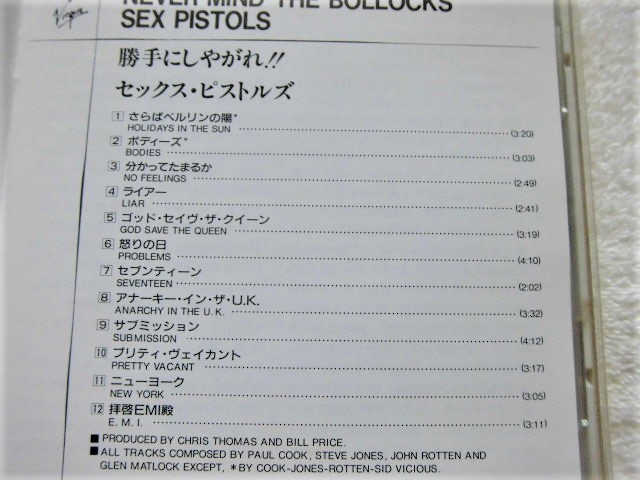 Virgin
NEVER MIND THE BOLLOCKS
SEX PISTOLS
勝手にしやがれ!!
セックス・ピストルズ
1 さらばベルリンの陽*
HOLIDAYS IN THE SUN (3:20)
2 ボディーズ*
BODIES (3:03)
3 分かってたまるか
NO FEELINGS (2:49)
4 ライアー
LIAR (2:41)
5 ゴッド・セイヴ・ザ・クイーン
GOD SAVE THE QUEEN (3:19)
6 怒りの日
PROBLEMS (4:10)
7 セブンティーン
SEVENTEEN (2:02)
8 アナーキー・イン・ザ・U.K.
ANARCHY IN THE U.K. (3:32)
9 サブミッション
SUBMISSION (4:12)
10 プリティ・ヴェイカント
PRETTY VACANT (3:17)
11 ニューヨーク
NEW YORK (3:05)
12 拝啓EMI殿
E. M. I. (3:11)
■ PRODUCED BY CHRIS THOMAS AND BILL PRICE.
■ ALL TRACKS COMPOSED BY PAUL COOK, STEVE JONES, JOHN ROTTEN AND
GLEN MATLOCK EXCEPT, * BY COOK-JONES-ROTTEN-SID VICIOUS.